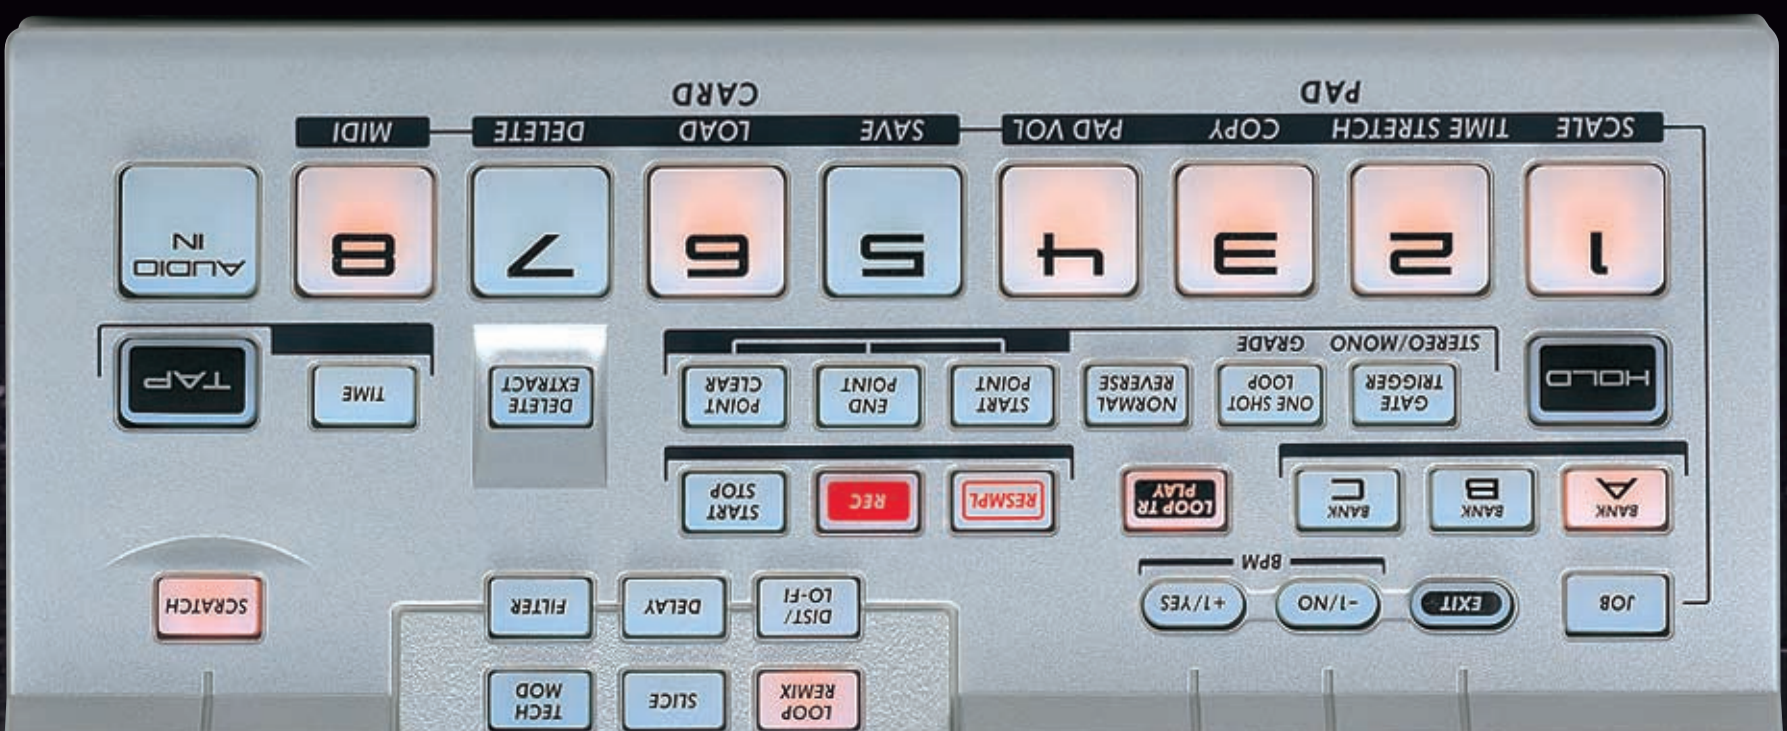 LOOP
REMIX
SLICE
TECH
MOD
JOB
EXIT
-1/NO
+1/YES
DIST/
LO-FI
DELAY
FILTER
SCRATCH
BPM
BANK
A
BANK
B
BANK
C
LOOP TR
PLAY
RESMPL
REC
START
STOP
HOLD
GATE
TRIGGER
ONE SHOT
LOOP
NORMAL
REVERSE
START
POINT
END
POINT
POINT
CLEAR
DELETE
EXTRACT
TIME
TAP
STEREO/MONO
GRADE
1
2
3
4
5
6
7
8
AUDIO
IN
SCALE
TIME STRETCH
COPY
PAD VOL
SAVE
LOAD
DELETE
MIDI
PAD
CARD